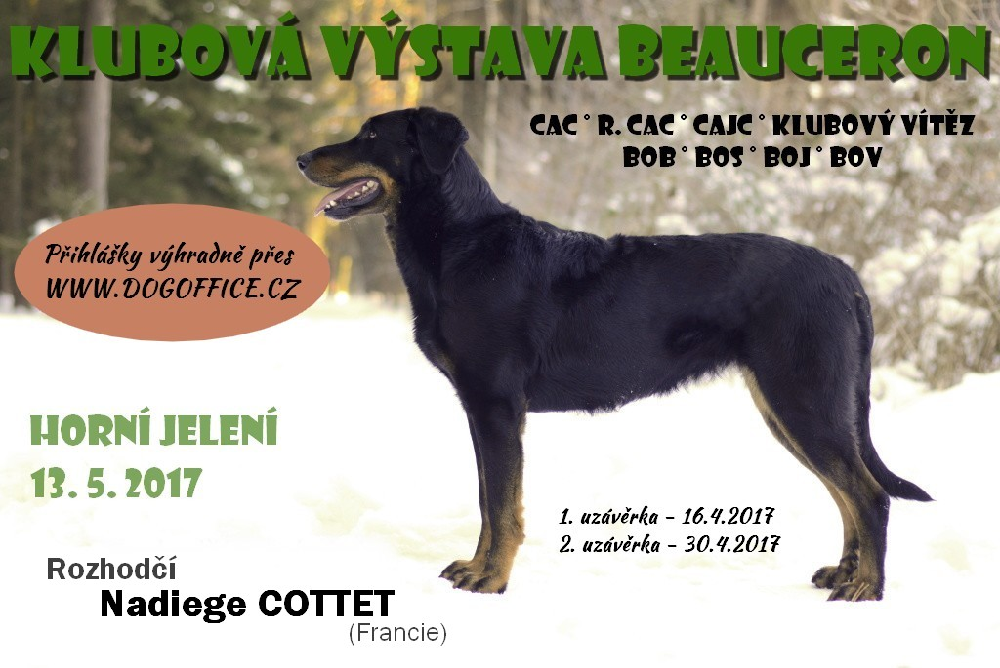 KLUBOVÁ VÝSTAVA BEAUCERON
CAC ° R. CAC ° CAJC ° KLUBOVÝ VÍTĚZ
BOB ° BOS ° BOJ ° BOV
Přihlášky výhradně přes
WWW.DOGOFFICE.CZ
HORNÍ JELENÍ
13. 5. 2017
1. uzávěrka – 16.4.2017
2. uzávěrka – 30.4.2017
Rozhodčí
Nadiege COTTET
(Francie)